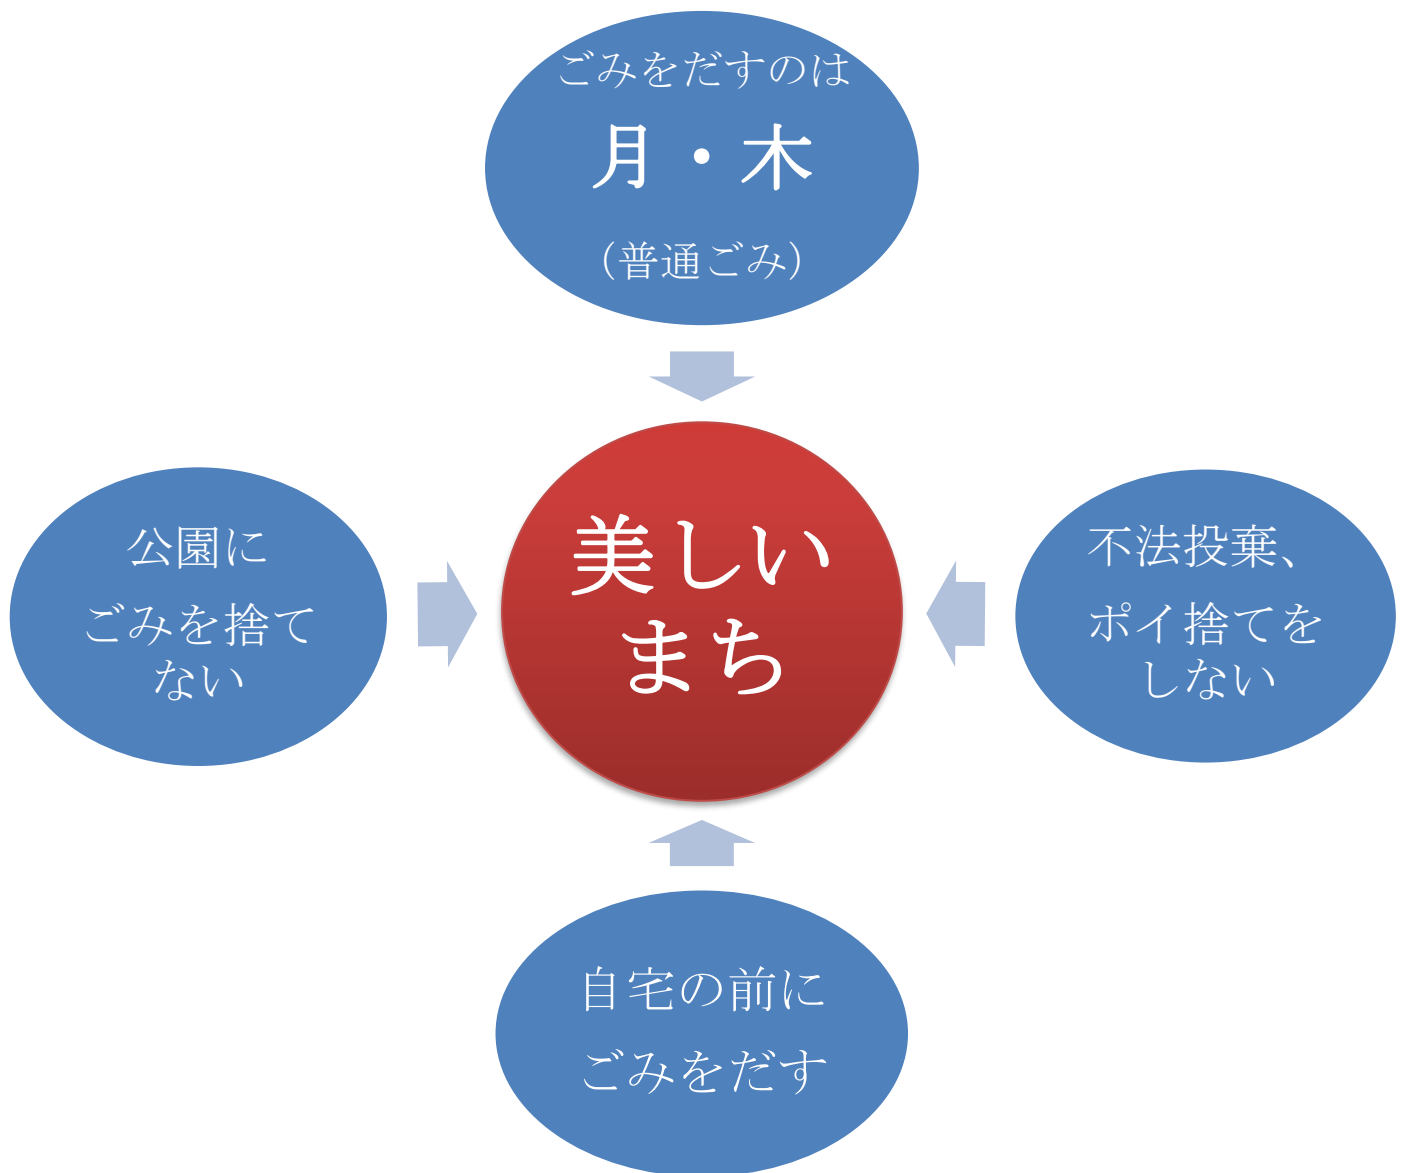 ごみをだすのは
月・木
（普通ごみ）
公園に
ごみを捨て
ない
美しい
まち
不法投棄、
ポイ捨てを
しない
自宅の前に
ごみをだす